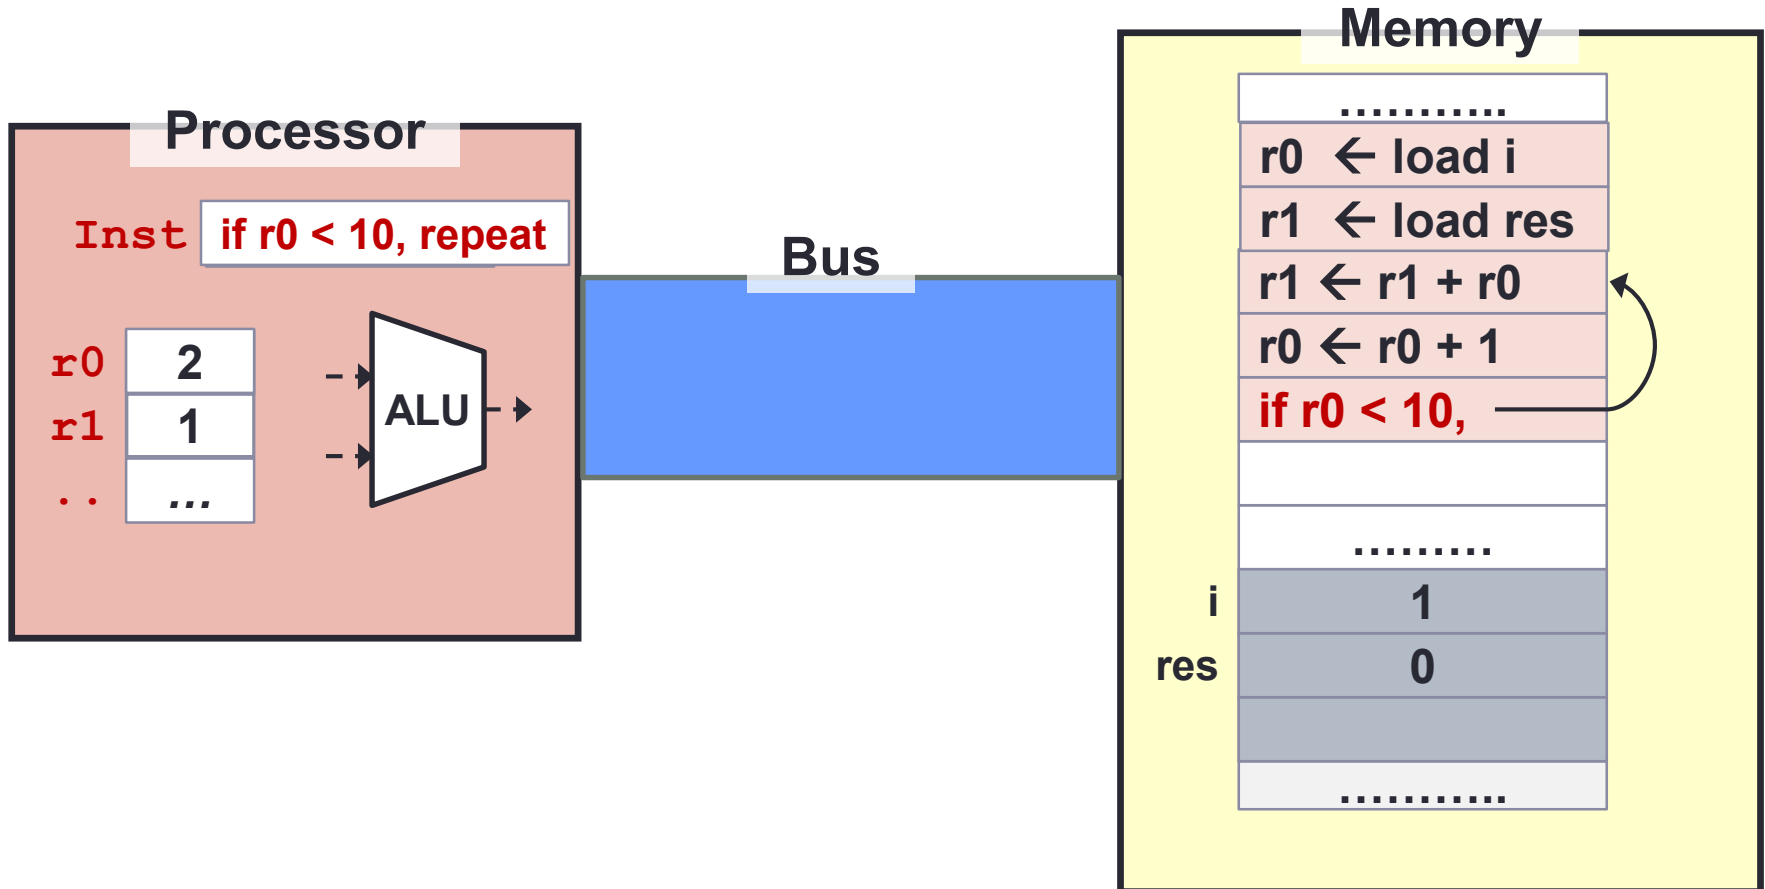 Memory
Processor
Bus
Inst if r0 < 10, repeat
r0 2
r1 1
.. ...
ALU
...........
r0 ← load i
r1 ← load res
r1 ← r1 + r0
r0 ← r0 + 1
if r0 < 10,
.........
i 1
res 0
...........